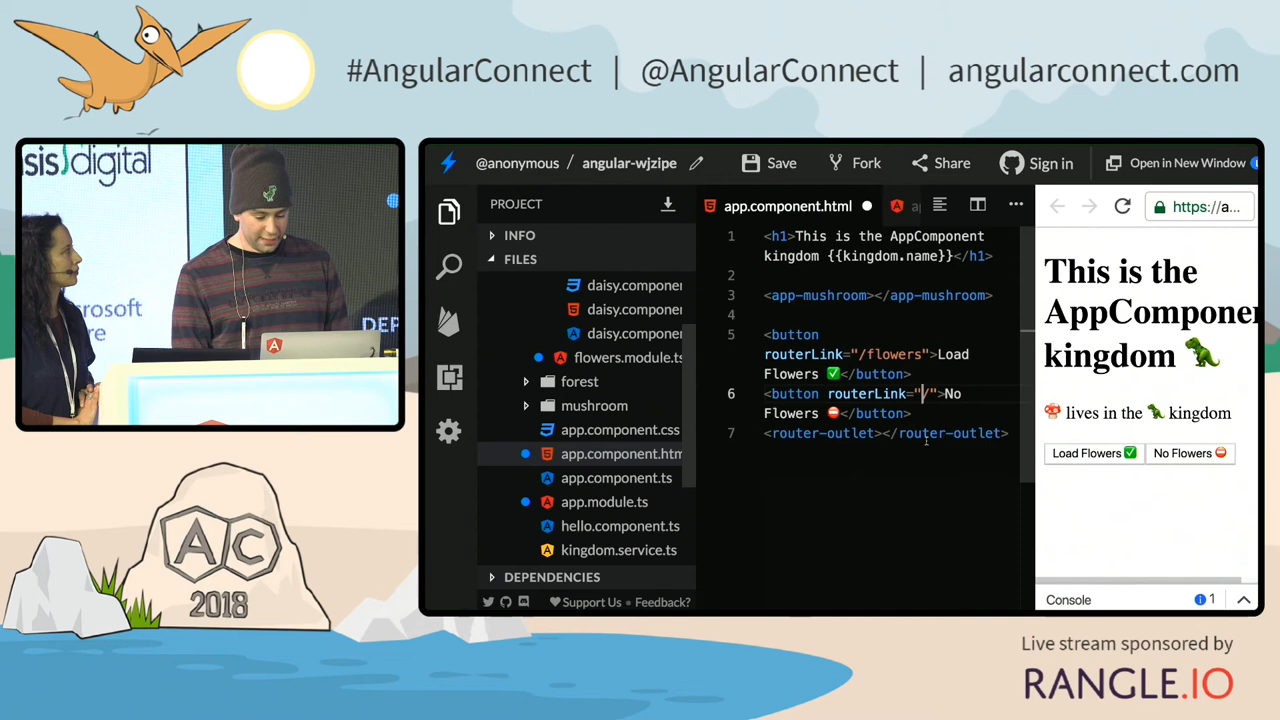 #AngularConnect | @AngularConnect | angularconnect.com
sis digital
@anonymous / angular-wjzipe
Save
Fork
Share
Sign in
Open in New Window
PROJECT
INFO
FILES
daisy.componen
daisy.componen
daisy.componen
flowers.module.ts
forest
mushroom
app.component.css
app.component.htm
app.component.ts
app.module.ts
hello.component.ts
kingdom.service.ts
DEPENDENCIES
Support Us • Feedback?
app.component.html
ap
1 <h1>This is the AppComponent
kingdom {{kingdom.name}}</h1>
2
3 <app-mushroom></app-mushroom>
4
5 <button
routerLink="/flowers">Load
Flowers ✅</button>
6 <button routerLink="/">No
Flowers ⛔</button>
7 <router-outlet></router-outlet>
https://a...
This is the
AppComponen
kingdom 🦖
🍄 lives in the 🦖 kingdom
Load Flowers ✅ No Flowers ⛔
Console
1
AC
2018
Live stream sponsored by
RANGLE.IO